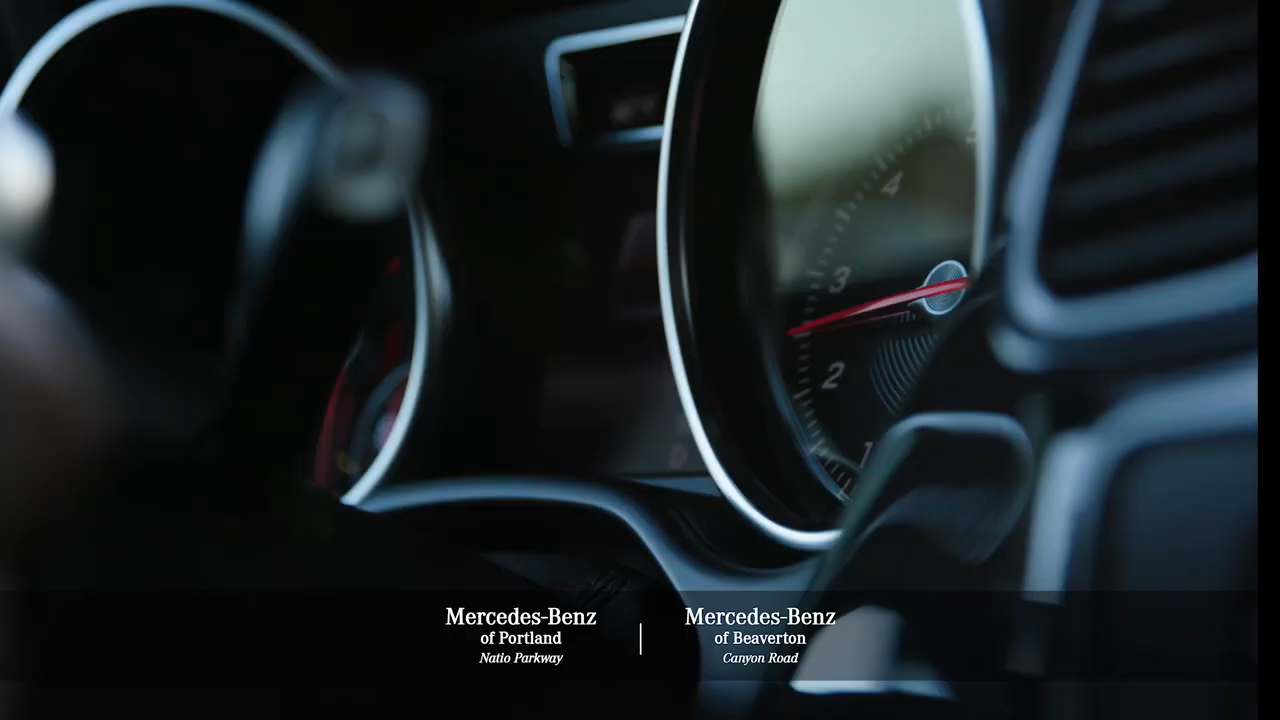 4
3
2
1
Mercedes-Benz
of Portland
Natio Parkway
Mercedes-Benz
of Beaverton
Canyon Road